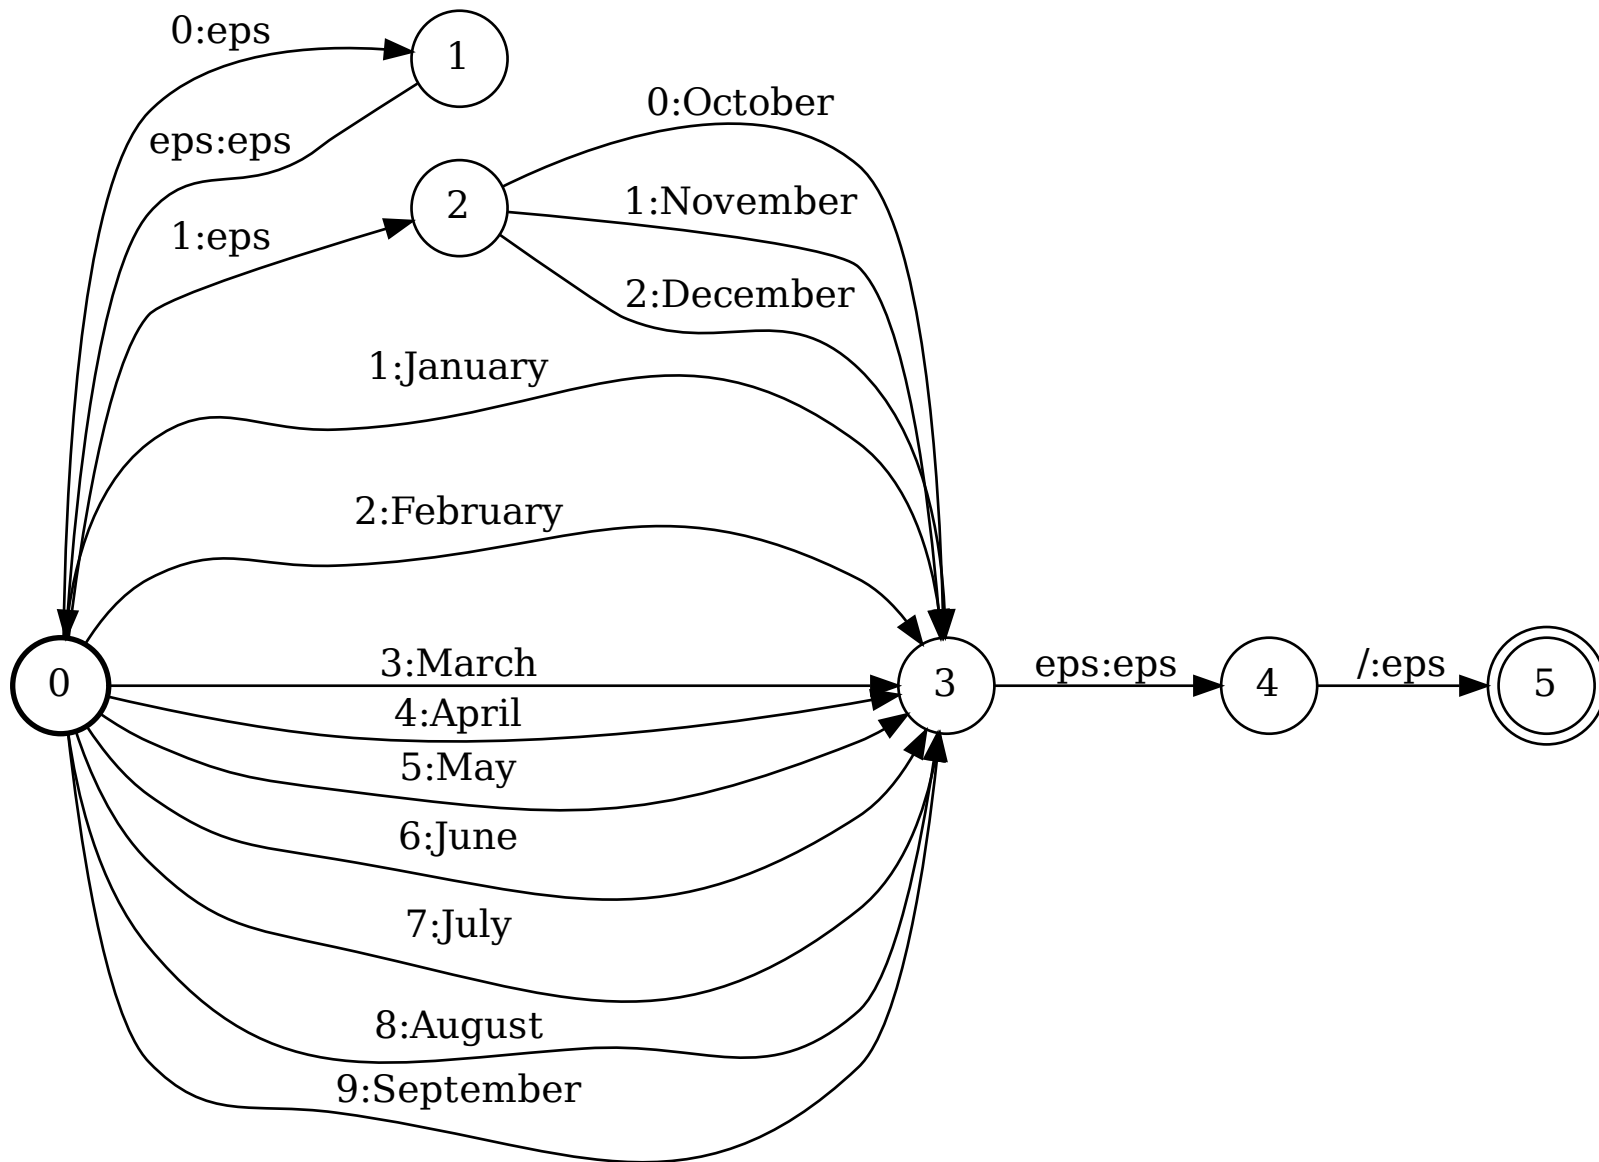 0:eps
1
eps:eps
0:October
2
1:November
1:eps
2:December
1:January
2:February
0
3:March
3
eps:eps
4
/:eps
5
4:April
5:May
6:June
7:July
8:August
9:September